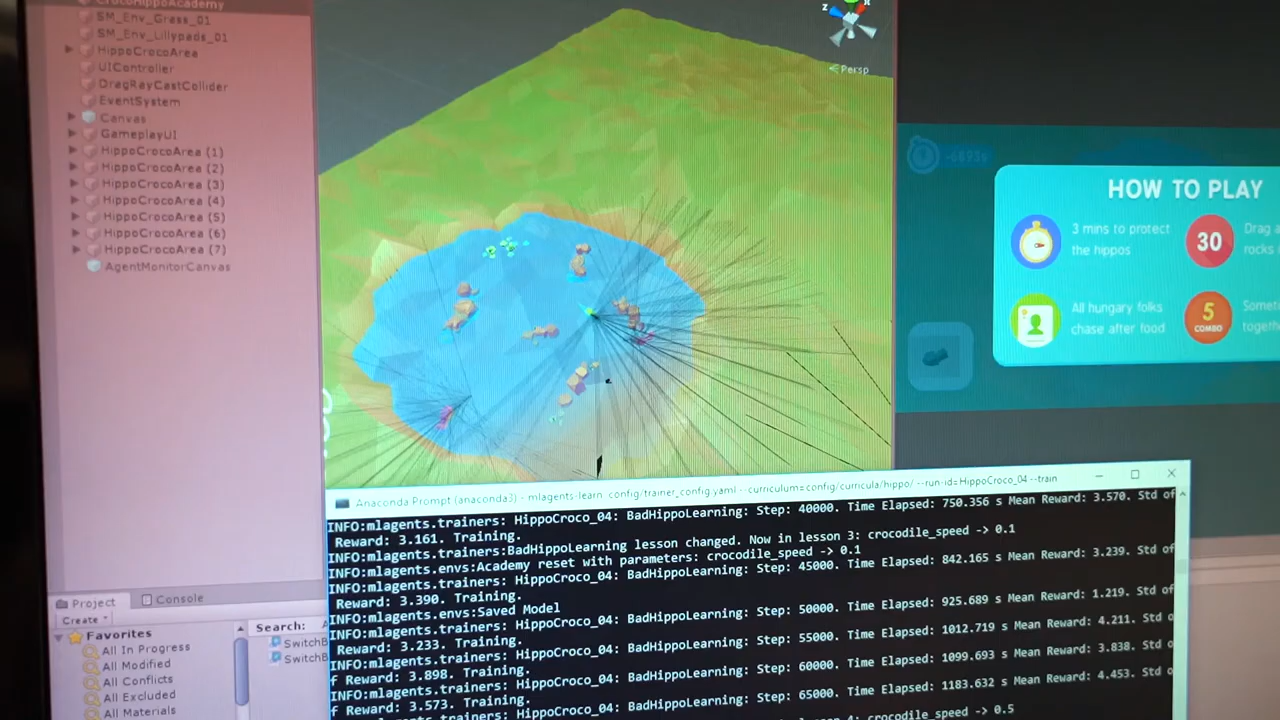 CrocoHippoAcademy
SM_Env_Grass_01
SM_Env_Lillypads_01
HippoCrocoArea
UIController
DragRayCastCollider
EventSystem
Canvas
GameplayUI
HippoCrocoArea (1)
HippoCrocoArea (2)
HippoCrocoArea (3)
HippoCrocoArea (4)
HippoCrocoArea (5)
HippoCrocoArea (6)
HippoCrocoArea (7)
AgentMonitorCanvas
Z
Persp
-6893s
HOW TO PLAY
3 mins to protect
the hippos
30
Drag a
rocks
All hungary folks
chase after food
5
COMBO
Somet
togeth
Anaconda Prompt (anaconda3) - mlagents-learn config/trainer_config.yaml --curriculum=config/curricula/hippo/ --run-id=HippoCroco_04 --train
INFO:mlagents.trainers: HippoCroco_04: BadHippoLearning: Step: 40000. Time Elapsed: 750.356 s Mean Reward: 3.570. Std of
Reward: 3.161. Training.
INFO:mlagents.trainers:BadHippoLearning lesson changed. Now in lesson 3: crocodile_speed -> 0.1
INFO:mlagents.envs:Academy reset with parameters: crocodile_speed -> 0.1
INFO:mlagents.trainers: HippoCroco_04: BadHippoLearning: Step: 45000. Time Elapsed: 842.165 s Mean Reward: 3.239. Std of
Reward: 3.390. Training.
INFO:mlagents.envs:Saved Model
INFO:mlagents.trainers: HippoCroco_04: BadHippoLearning: Step: 50000. Time Elapsed: 925.689 s Mean Reward: 1.219. Std of
Reward: 3.233. Training.
INFO:mlagents.trainers: HippoCroco_04: BadHippoLearning: Step: 55000. Time Elapsed: 1012.719 s Mean Reward: 4.211. Std o
f Reward: 3.898. Training.
INFO:mlagents.trainers: HippoCroco_04: BadHippoLearning: Step: 60000. Time Elapsed: 1099.693 s Mean Reward: 3.838. Std o
f Reward: 3.573. Training.
INFO:mlagents.trainers: HippoCroco_04: BadHippoLearning: Step: 65000. Time Elapsed: 1183.632 s Mean Reward: 4.453. Std o
4: crocodile_speed -> 0.5
Project
Console
Create
Search:
Favorites
All In Progress
All Modified
All Conflicts
All Excluded
All Materials
SwitchB
SwitchB